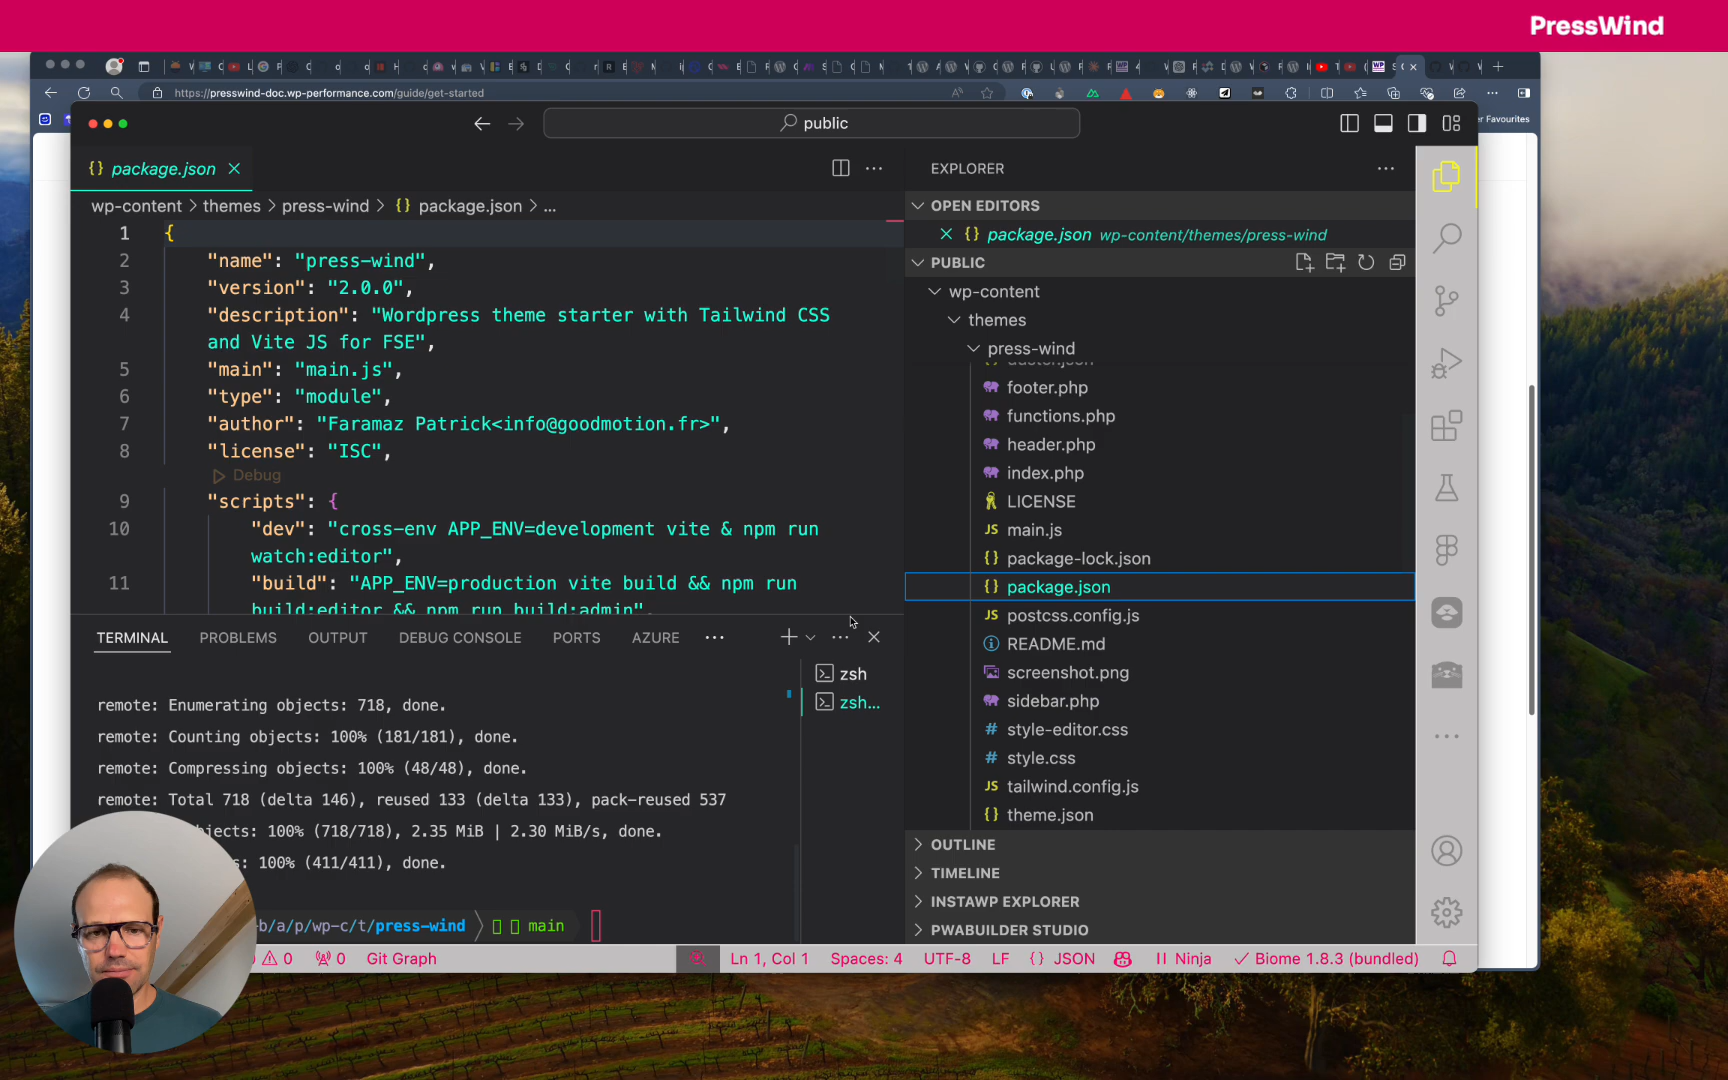 PressWind
https://presswind-doc.wp-performance.com/guide/get-started
er Favourites
public
package.json
wp-content > themes > press-wind > {} package.json > ...
1 {
2 "name": "press-wind",
3 "version": "2.0.0",
4 "description": "Wordpress theme starter with Tailwind CSS
and Vite JS for FSE",
5 "main": "main.js",
6 "type": "module",
7 "author": "Faramaz Patrick<info@goodmotion.fr>",
8 "license": "ISC",
Debug
9 "scripts": {
10 "dev": "cross-env APP_ENV=development vite & npm run
watch:editor",
11 "build": "APP_ENV=production vite build && npm run
build:editor && npm run build:admin",
TERMINAL PROBLEMS OUTPUT DEBUG CONSOLE PORTS AZURE ...
zsh
zsh...
remote: Enumerating objects: 718, done.
remote: Counting objects: 100% (181/181), done.
remote: Compressing objects: 100% (48/48), done.
remote: Total 718 (delta 146), reused 133 (delta 133), pack-reused 537
bjects: 100% (718/718), 2.35 MiB | 2.30 MiB/s, done.
s: 100% (411/411), done.
-b/a/p/wp-c/t/press-wind main
EXPLORER
OPEN EDITORS
{} package.json wp-content/themes/press-wind
PUBLIC
wp-content
themes
press-wind
footer.php
functions.php
header.php
index.php
LICENSE
JS main.js
{} package-lock.json
{} package.json
JS postcss.config.js
README.md
screenshot.png
sidebar.php
# style-editor.css
# style.css
JS tailwind.config.js
{} theme.json
OUTLINE
TIMELINE
INSTAWP EXPLORER
PWABUILDER STUDIO
0 0 Git Graph Ln 1, Col 1 Spaces: 4 UTF-8 LF {} JSON Ninja Biome 1.8.3 (bundled)